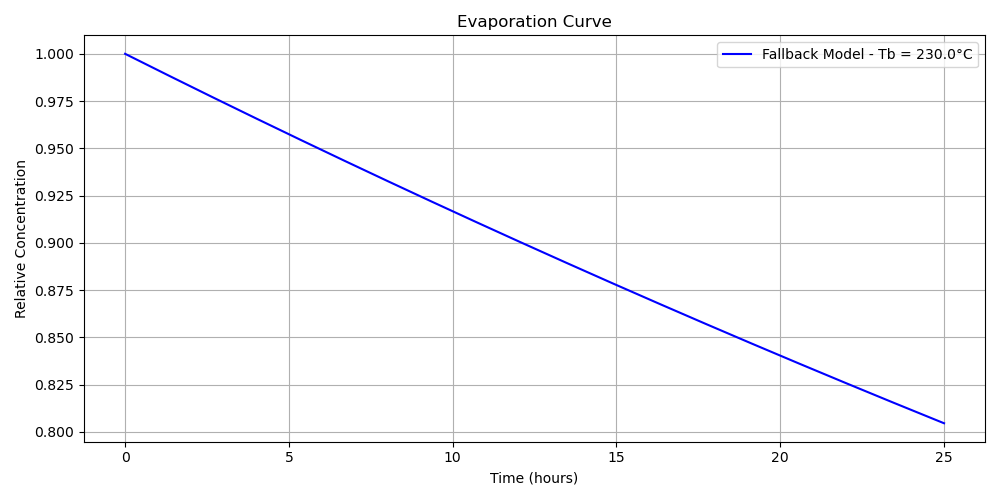 Evaporation Curve
Fallback Model - Tb = 230.0°C
1.000
0.975
0.950
0.925
0.900
0.875
0.850
0.825
0.800
Relative Concentration
0 5 10 15 20 25
Time (hours)